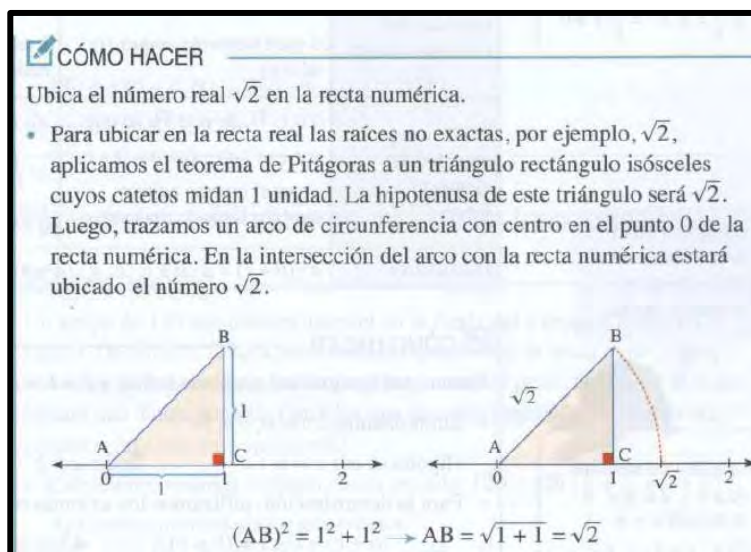 CÓMO HACER
Ubica el número real √2 en la recta numérica.
• Para ubicar en la recta real las raíces no exactas, por ejemplo, √2,
aplicamos el teorema de Pitágoras a un triángulo rectángulo isósceles
cuyos catetos midan 1 unidad. La hipotenusa de este triángulo será √2.
Luego, trazamos un arco de circunferencia con centro en el punto 0 de la
recta numérica. En la intersección del arco con la recta numérica estará
ubicado el número √2.
B B
1 √2
A C A C
0 2 0 1 √2 2
1
(AB)² = 1² + 1² → AB = √1 + 1 = √2